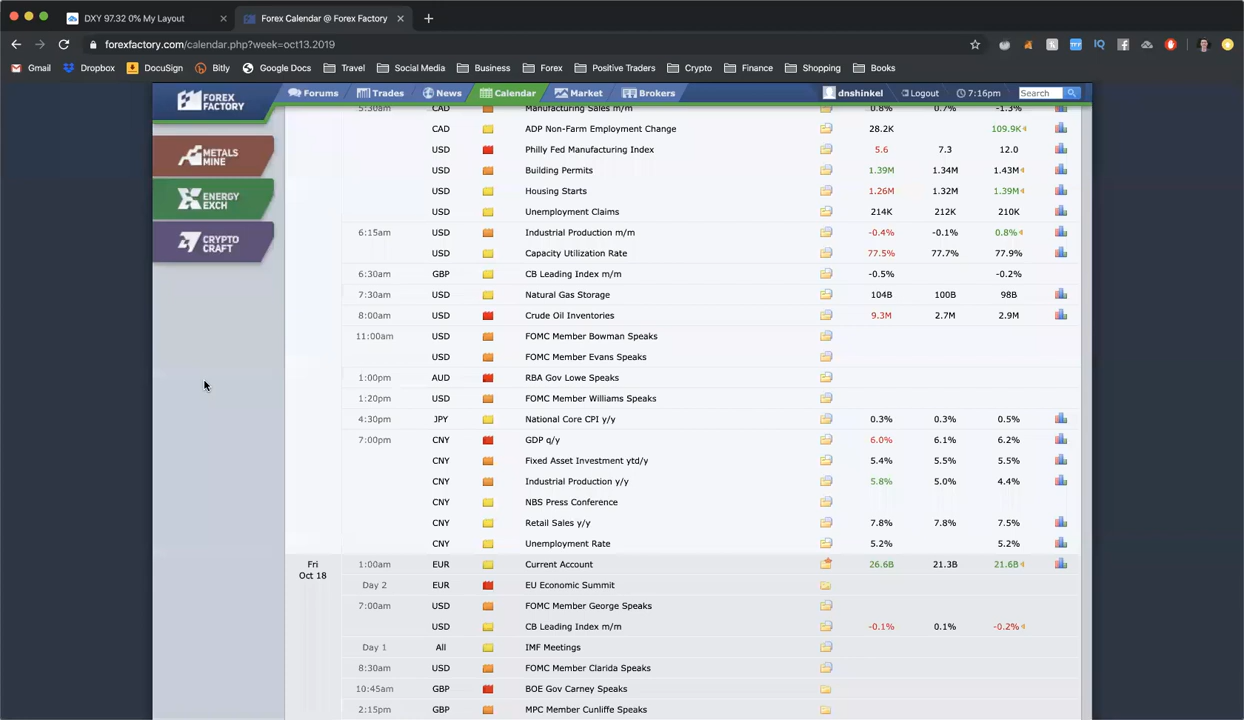 DXY 97.32 0% My Layout
Forex Calendar @ Forex Factory
forexfactory.com/calendar.php?week=oct13.2019
Gmail Dropbox DocuSign Bitly Google Docs Travel Social Media Business Forex Positive Traders Crypto Finance Shopping Books
FOREX FACTORY
Forums Trades News Calendar Market Brokers dnshinkel Logout 7:16pm Search
METALS MINE
ENERGY EXCH
CRYPTO CRAFT
5:30am CAD Manufacturing Sales m/m 0.8% 0.7% -1.3%
CAD ADP Non-Farm Employment Change 28.2K 109.9K
USD Philly Fed Manufacturing Index 5.6 7.3 12.0
USD Building Permits 1.39M 1.34M 1.43M
USD Housing Starts 1.26M 1.32M 1.39M
USD Unemployment Claims 214K 212K 210K
6:15am USD Industrial Production m/m -0.4% -0.1% 0.8%
USD Capacity Utilization Rate 77.5% 77.7% 77.9%
6:30am GBP CB Leading Index m/m -0.5% -0.2%
7:30am USD Natural Gas Storage 104B 100B 98B
8:00am USD Crude Oil Inventories 9.3M 2.7M 2.9M
11:00am USD FOMC Member Bowman Speaks
USD FOMC Member Evans Speaks
1:00pm AUD RBA Gov Lowe Speaks
1:20pm USD FOMC Member Williams Speaks
4:30pm JPY National Core CPI y/y 0.3% 0.3% 0.5%
7:00pm CNY GDP q/y 6.0% 6.1% 6.2%
CNY Fixed Asset Investment ytd/y 5.4% 5.5% 5.5%
CNY Industrial Production y/y 5.8% 5.0% 4.4%
CNY NBS Press Conference
CNY Retail Sales y/y 7.8% 7.8% 7.5%
CNY Unemployment Rate 5.2% 5.2%
Fri Oct 18 1:00am EUR Current Account 26.6B 21.3B 21.6B
Day 2 EUR EU Economic Summit
7:00am USD FOMC Member George Speaks
USD CB Leading Index m/m -0.1% 0.1% -0.2%
Day 1 All IMF Meetings
8:30am USD FOMC Member Clarida Speaks
10:45am GBP BOE Gov Carney Speaks
2:15pm GBP MPC Member Cunliffe Speaks